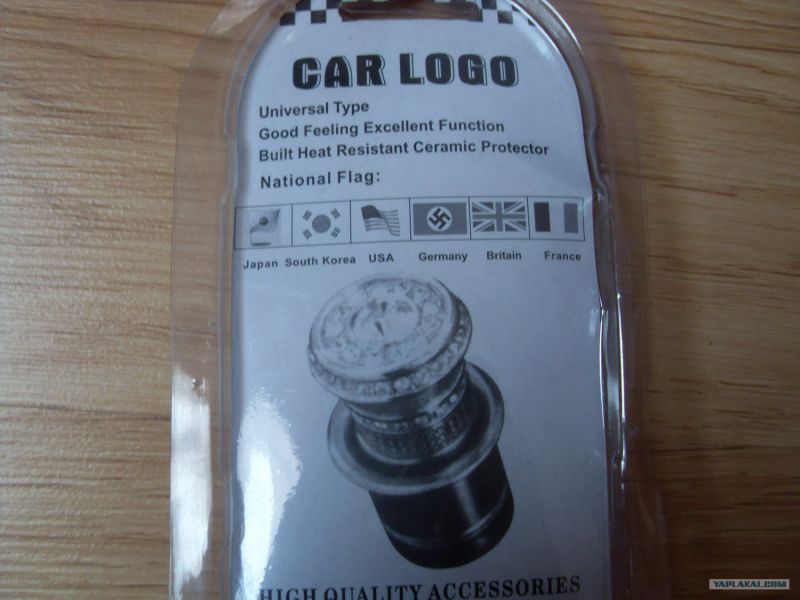 CAR LOGO
Universal Type
Good Feeling Excellent Function
Built Heat Resistant Ceramic Protector
National Flag:
Japan South Korea USA Germany Britain France
HIGH QUALITY ACCESSORIES
YAPLAKAL.COM